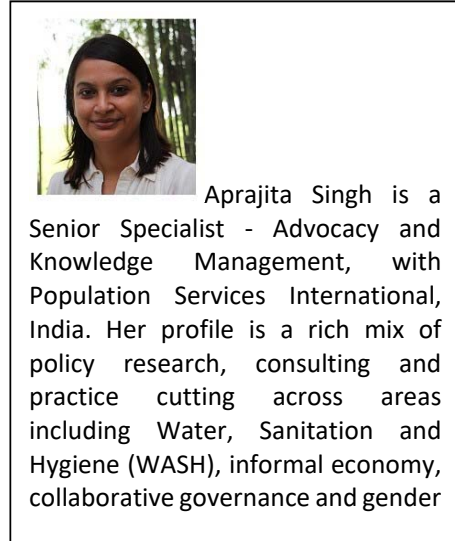 Aprajita Singh is a
Senior Specialist - Advocacy and
Knowledge Management, with
Population Services International,
India. Her profile is a rich mix of
policy research, consulting and
practice cutting across areas
including Water, Sanitation and
Hygiene (WASH), informal economy,
collaborative governance and gender